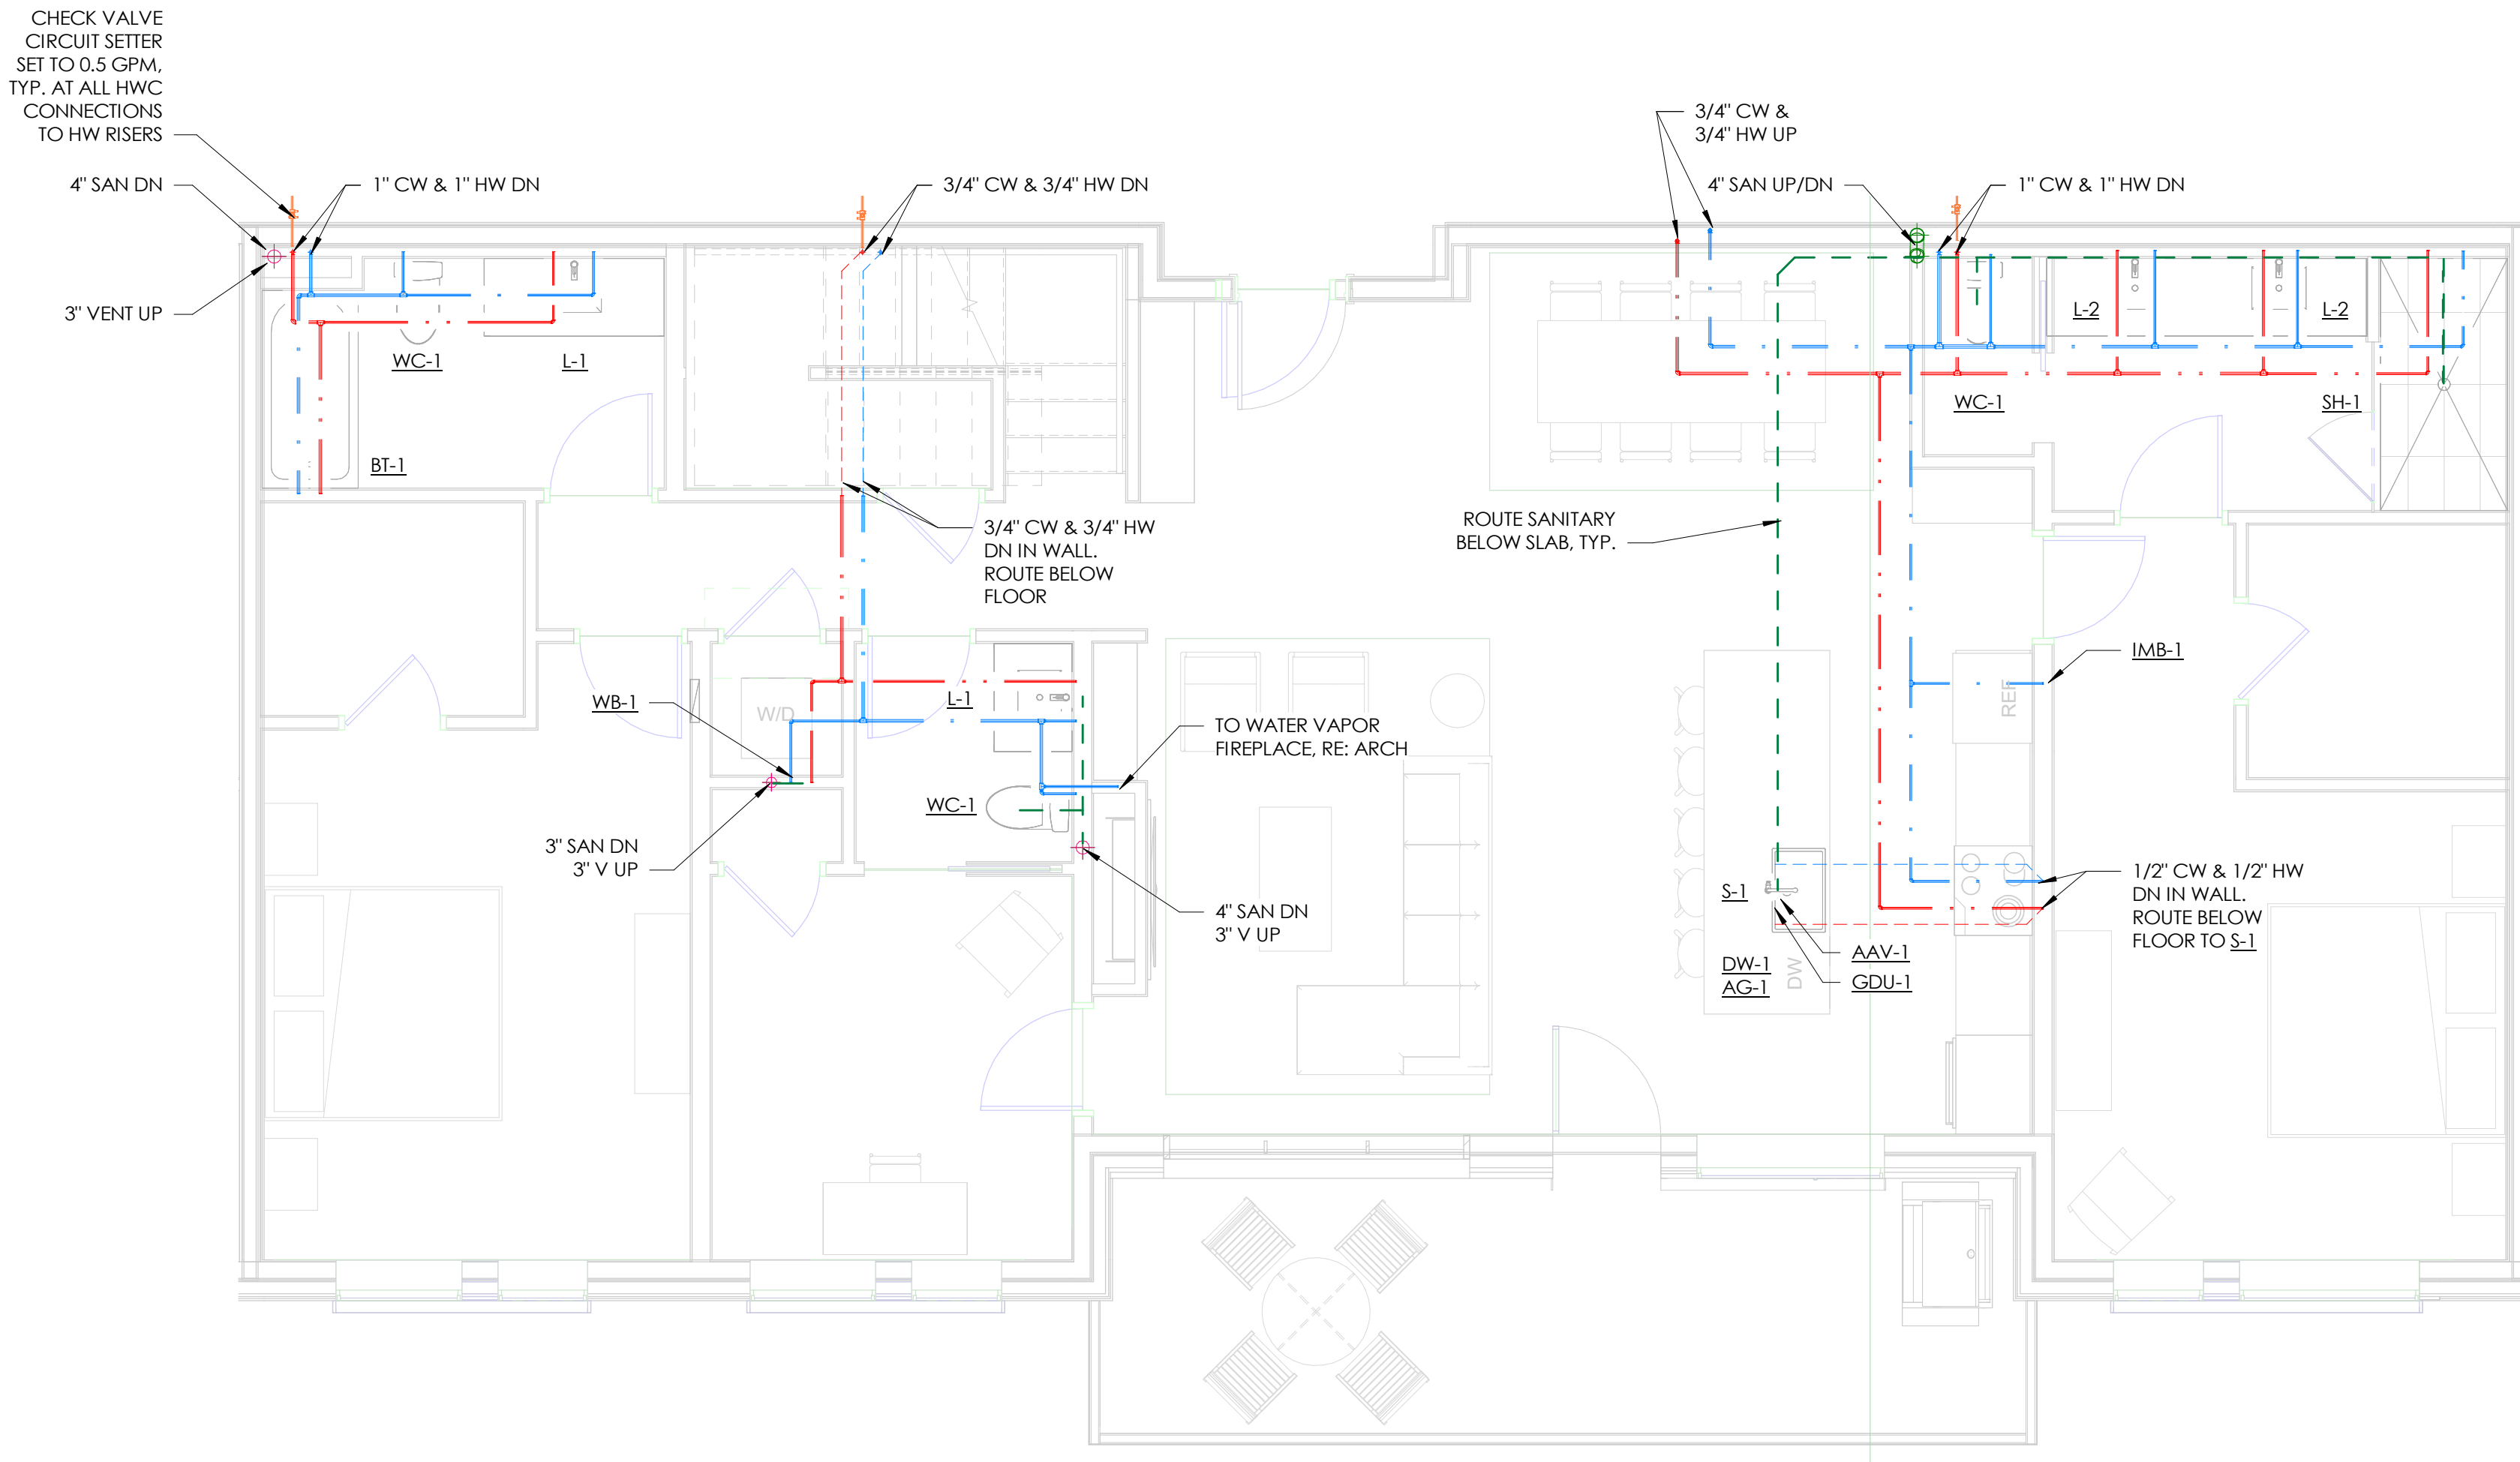 CHECK VALVE
CIRCUIT SETTER
SET TO 0.5 GPM,
TYP. AT ALL HWC
CONNECTIONS
TO HW RISERS
4" SAN DN
1" CW & 1" HW DN
3" VENT UP
3/4" CW & 3/4" HW DN
3/4" CW &
3/4" HW UP
4" SAN UP/DN
1" CW & 1" HW DN
WC-1
L-1
BT-1
L-2
L-2
WC-1
SH-1
3/4" CW & 3/4" HW
DN IN WALL.
ROUTE BELOW
FLOOR
ROUTE SANITARY
BELOW SLAB, TYP.
IMB-1
REF
WB-1
W/D
L-1
TO WATER VAPOR
FIREPLACE, RE: ARCH
WC-1
3" SAN DN
3" V UP
4" SAN DN
3" V UP
S-1
1/2" CW & 1/2" HW
DN IN WALL.
ROUTE BELOW
FLOOR TO S-1
AAV-1
GDU-1
DW-1
AG-1
DW